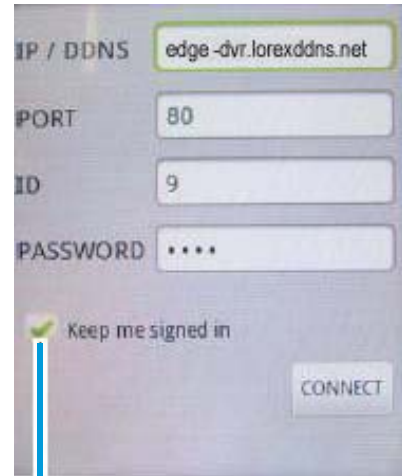 IP / DDNS edge -dvr.lorexddns.net
PORT 80
ID 9
PASSWORD ••••
Keep me signed in
CONNECT